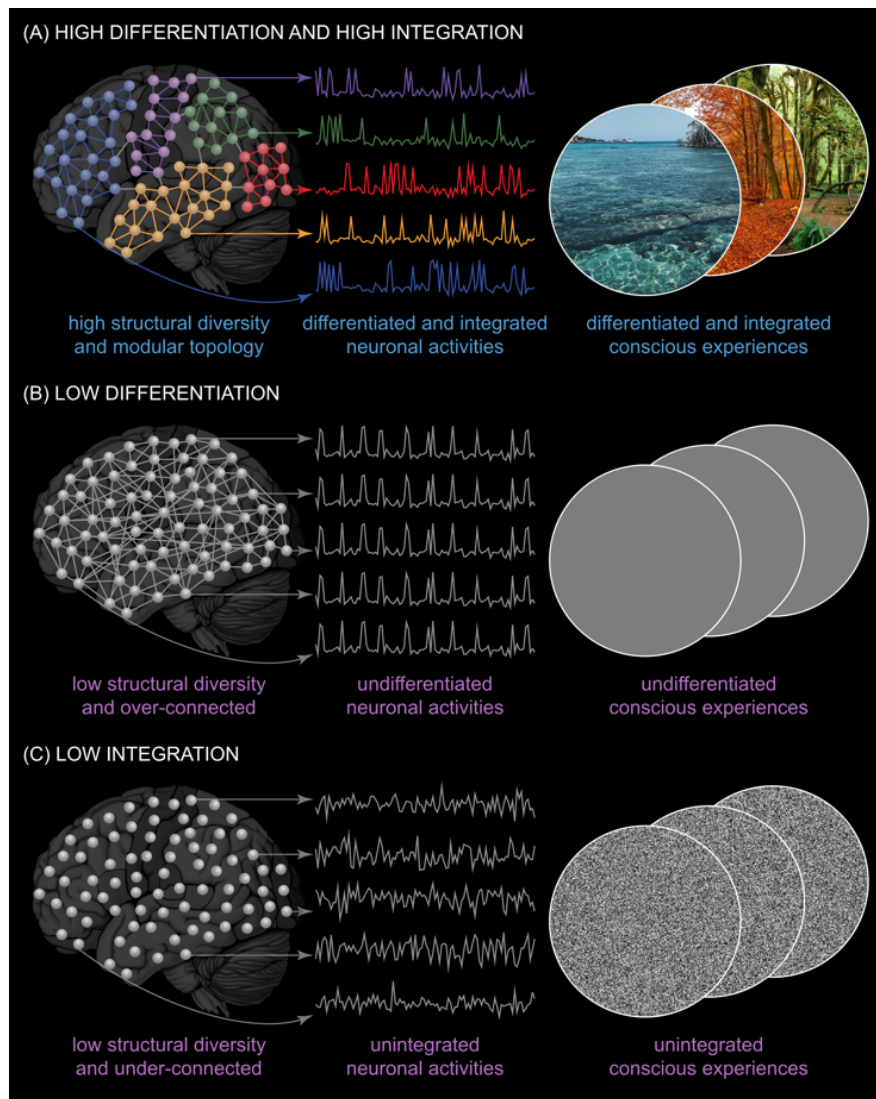 (A) HIGH DIFFERENTIATION AND HIGH INTEGRATION
high structural diversity
and modular topology
differentiated and integrated
neuronal activities
differentiated and integrated
conscious experiences
(B) LOW DIFFERENTIATION
low structural diversity
and over-connected
undifferentiated
neuronal activities
undifferentiated
conscious experiences
(C) LOW INTEGRATION
low structural diversity
and under-connected
unintegrated
neuronal activities
unintegrated
conscious experiences